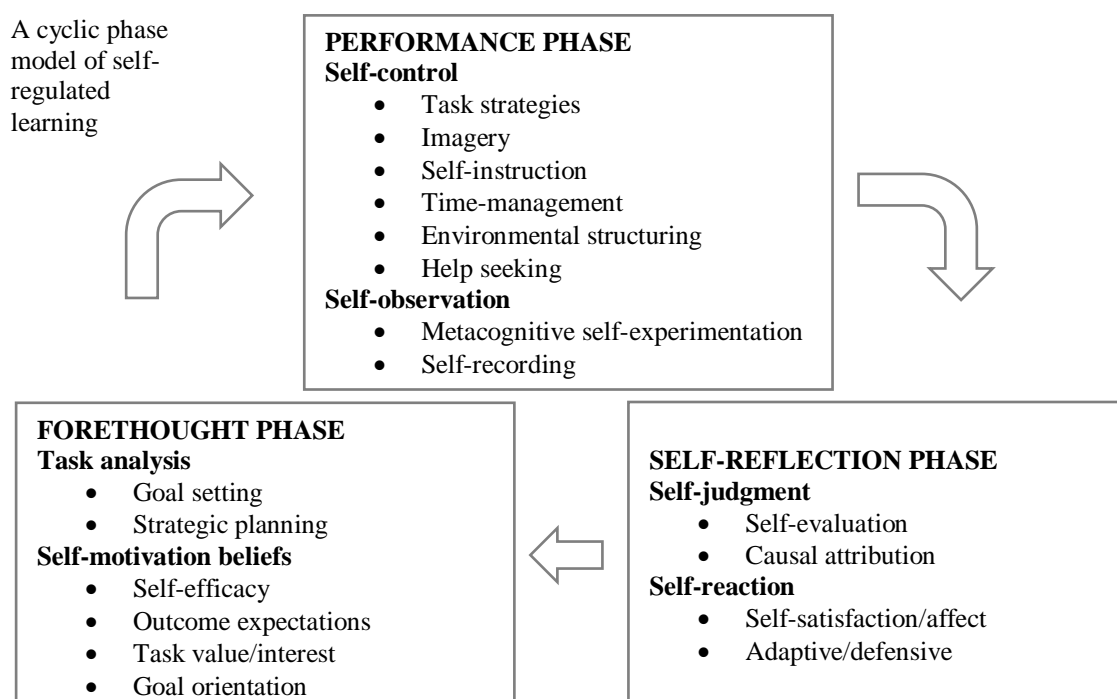 A cyclic phase
model of self-
regulated
learning
PERFORMANCE PHASE
Self-control
• Task strategies
• Imagery
• Self-instruction
• Time-management
• Environmental structuring
• Help seeking
Self-observation
• Metacognitive self-experimentation
• Self-recording
FORETHOUGHT PHASE
Task analysis
• Goal setting
• Strategic planning
Self-motivation beliefs
• Self-efficacy
• Outcome expectations
• Task value/interest
• Goal orientation
SELF-REFLECTION PHASE
Self-judgment
• Self-evaluation
• Causal attribution
Self-reaction
• Self-satisfaction/affect
• Adaptive/defensive